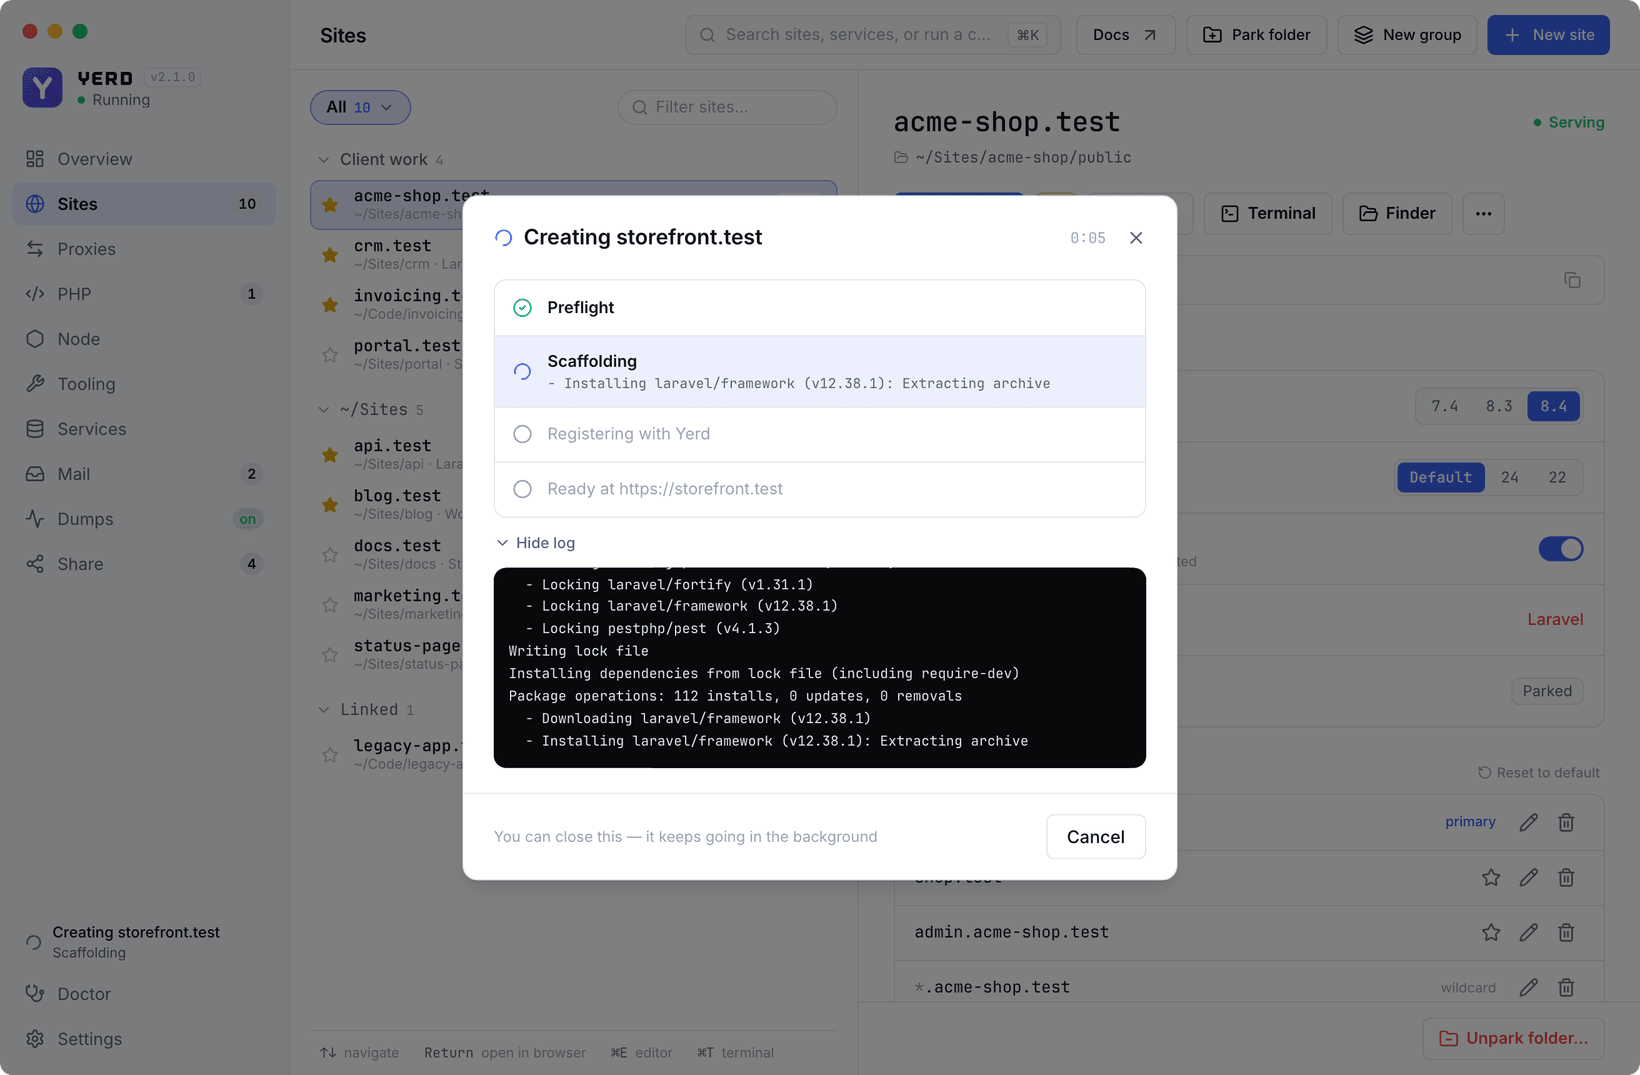 Sites
Search sites, services, or run a c... ⌘K
Docs
Park folder
New group
New site
YERD v2.1.0
Running
Overview
Sites 10
Proxies
PHP 1
Node
Tooling
Services
Mail 2
Dumps on
Share 4
Creating storefront.test
Scaffolding
Doctor
Settings
All 10
Filter sites...
Client work 4
acme-shop.test
~/Sites/acme-sh
crm.test
~/Sites/crm · Lar
invoicing.t
~/Code/invoicing
portal.test
~/Sites/portal · S
~/Sites 5
api.test
~/Sites/api · Lara
blog.test
~/Sites/blog · Wo
docs.test
~/Sites/docs · St
marketing.t
~/Sites/marketin
status-page
~/Sites/status-pa
Linked 1
legacy-app.
~/Code/legacy-a
↑↓ navigate Return open in browser ⌘E editor ⌘T terminal
Creating storefront.test 0:05
Preflight
Scaffolding
- Installing laravel/framework (v12.38.1): Extracting archive
Registering with Yerd
Ready at https://storefront.test
Hide log
- Locking laravel/fortify (v1.31.1)
- Locking laravel/framework (v12.38.1)
- Locking pestphp/pest (v4.1.3)
Writing lock file
Installing dependencies from lock file (including require-dev)
Package operations: 112 installs, 0 updates, 0 removals
- Downloading laravel/framework (v12.38.1)
- Installing laravel/framework (v12.38.1): Extracting archive
You can close this — it keeps going in the background
Cancel
acme-shop.test
Serving
~/Sites/acme-shop/public
Terminal
Finder
7.4 8.3 8.4
Default 24 22
Laravel
Parked
Reset to default
primary
shop.test
admin.acme-shop.test
*.acme-shop.test wildcard
Unpark folder...